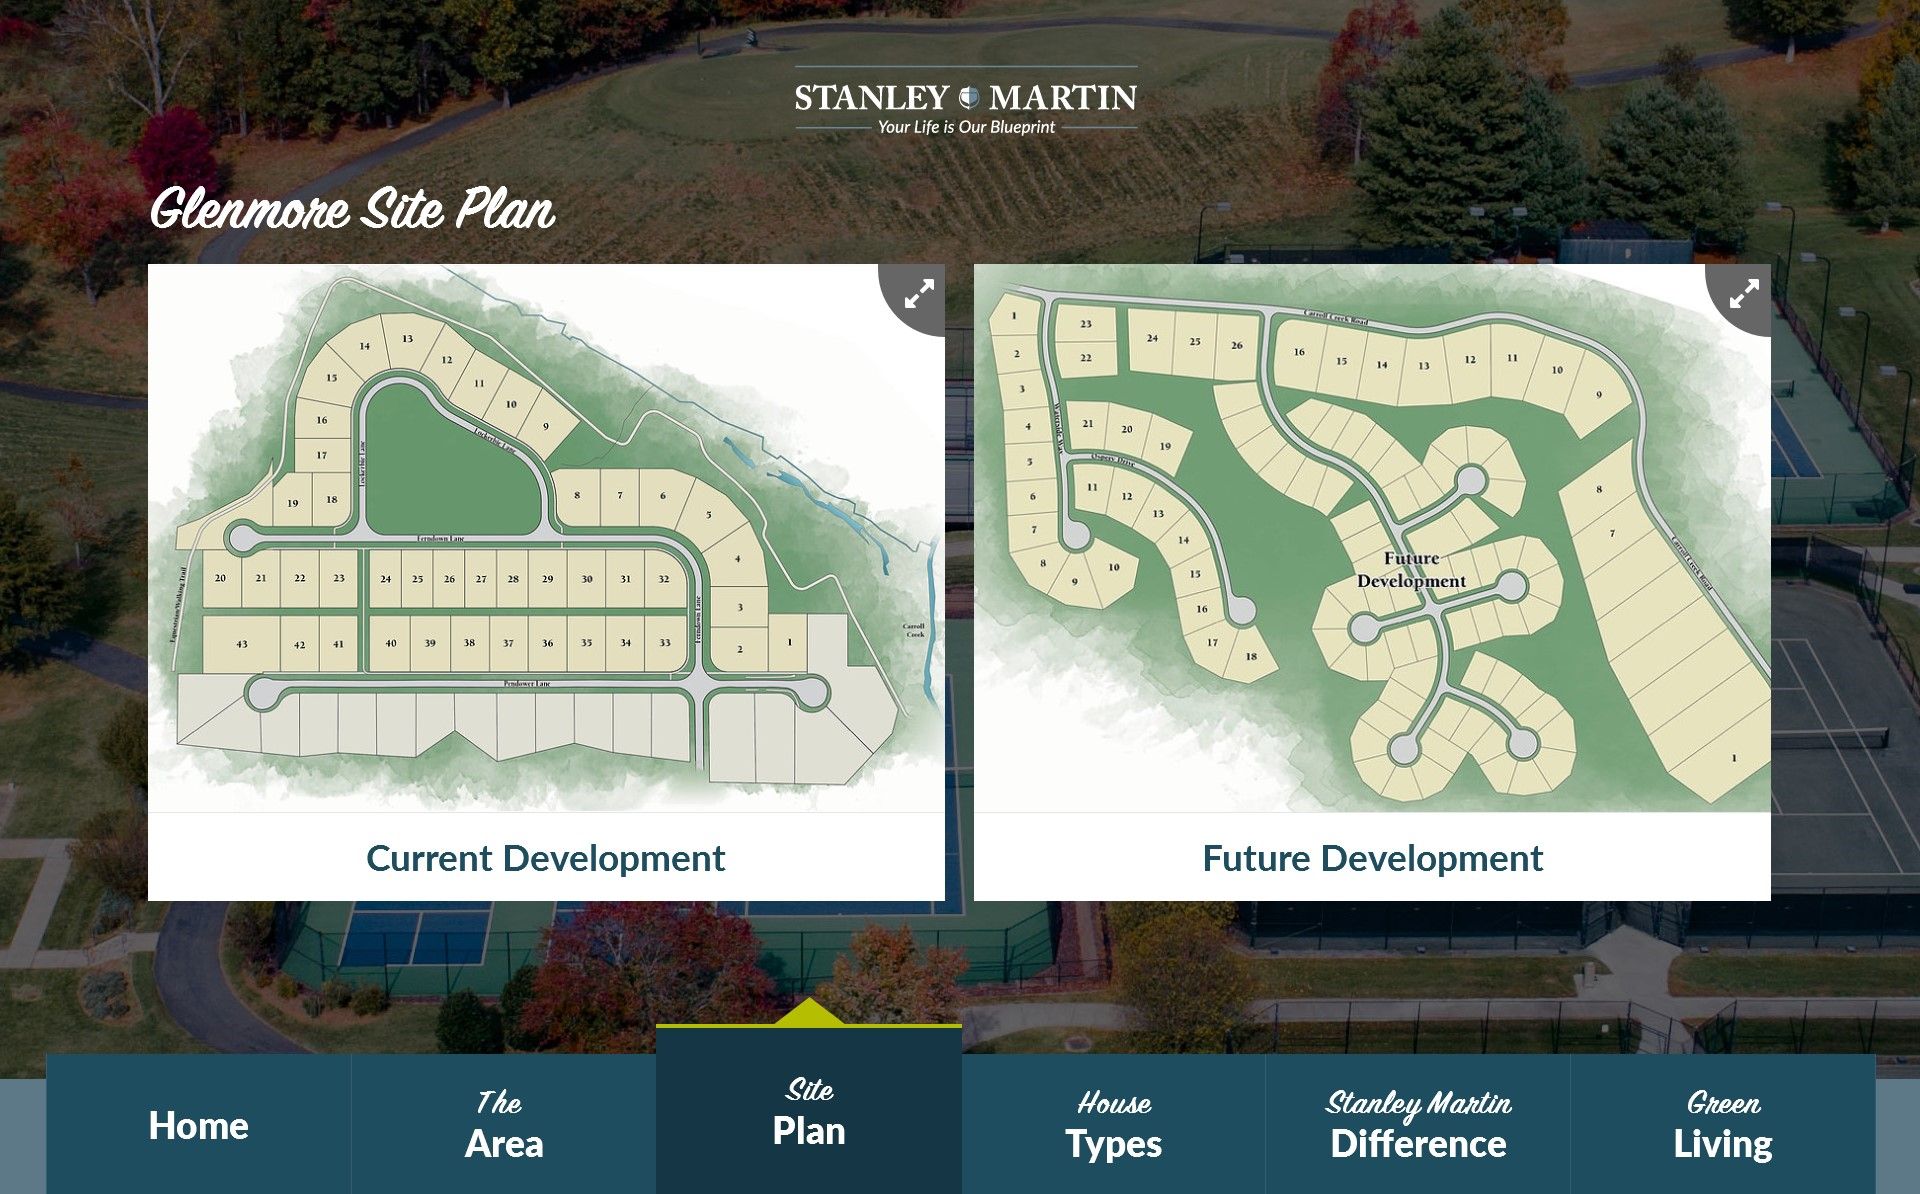 STANLEY MARTIN
Your Life is Our Blueprint
Glenmore Site Plan
13
14
12
15
11
10
16
9
17
19
18
8
7
6
5
Lockerbie Lane
Lockerbie Lane
Ferndown Lane
4
20
21
22
23
24
25
26
27
28
29
30
31
32
3
Equestrian/Walking Trail
Ferndown Lane
Carroll
Creek
43
42
41
40
39
38
37
36
35
34
33
2
1
Pendower Lane
Current Development
1
23
24
25
26
Carroll Creek Road
2
22
16
15
14
13
12
11
10
9
3
4
21
20
19
Osprey Drive
5
6
11
12
13
8
7
7
14
8
9
10
15
16
17
18
Future
Development
Carroll Creek Road
1
Future Development
Home
The
Area
Site
Plan
House
Types
Stanley Martin
Difference
Green
Living